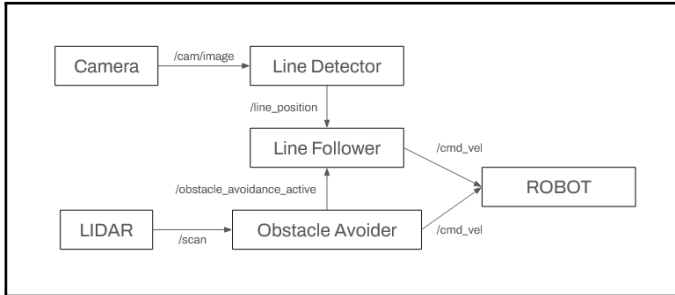 /cam/image
Camera
Line Detector
/line_position
Line Follower
/cmd_vel
/obstacle_avoidance_active
ROBOT
LIDAR
/scan
Obstacle Avoider
/cmd_vel